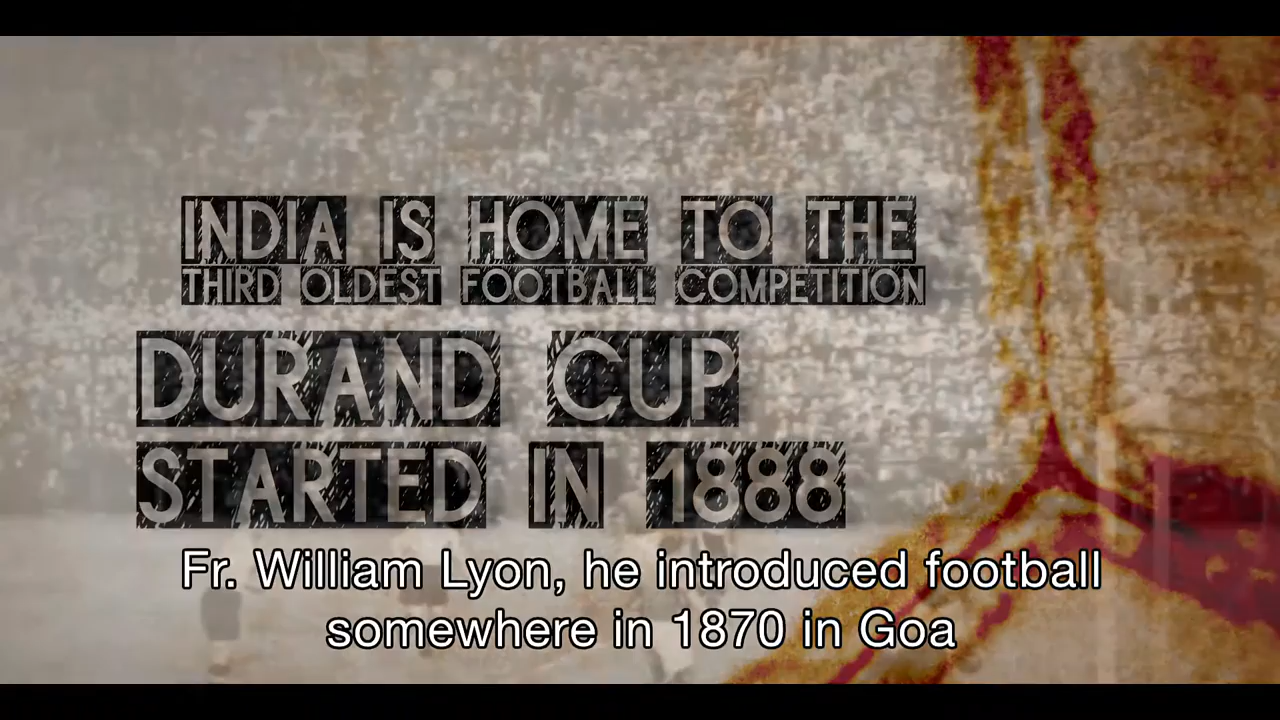 INDIA IS HOME TO THE
THIRD OLDEST FOOTBALL COMPETITION
DURAND CUP
STARTED IN 1888
Fr. William Lyon, he introduced football
somewhere in 1870 in Goa